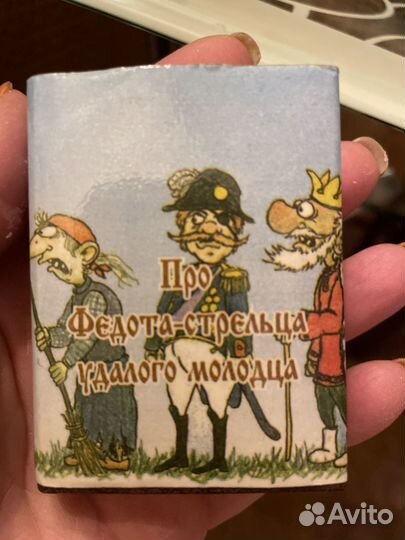 Про
Федота-стрельца
удалого молодца
Avito